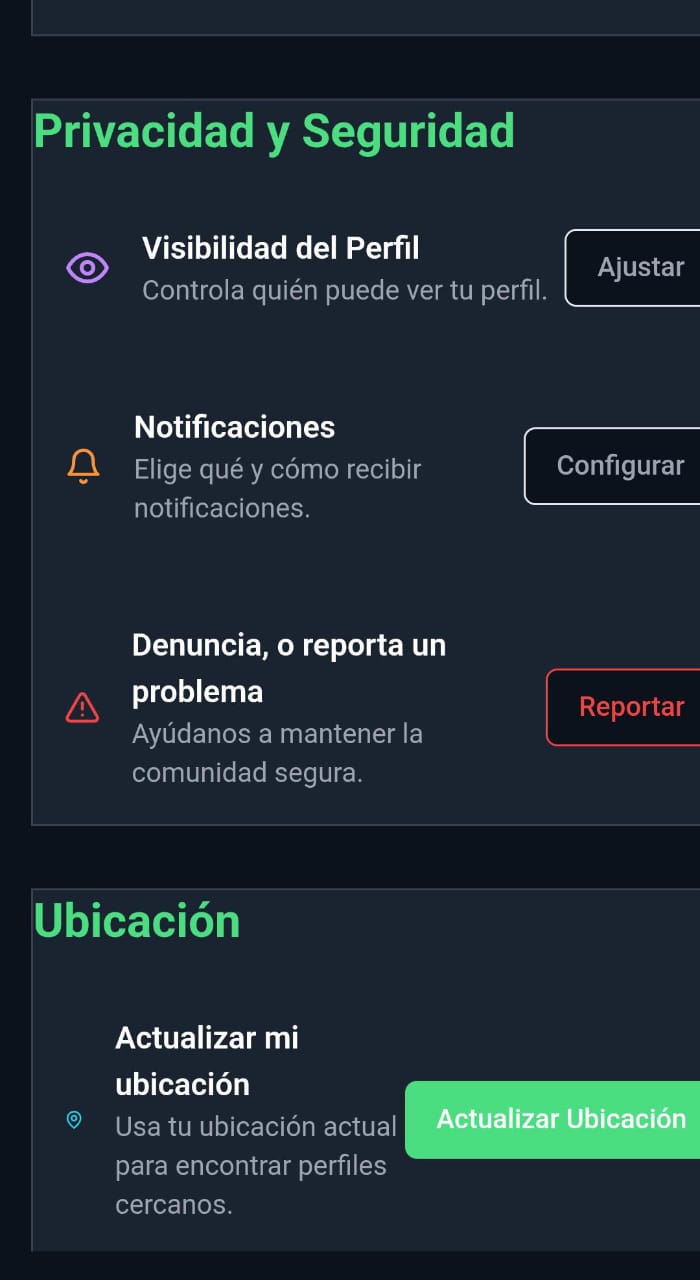 Privacidad y Seguridad
Visibilidad del Perfil
Controla quién puede ver tu perfil.
Ajustar
Notificaciones
Elige qué y cómo recibir
notificaciones.
Configurar
Denuncia, o reporta un
problema
Ayúdanos a mantener la
comunidad segura.
Reportar
Ubicación
Actualizar mi
ubicación
Usa tu ubicación actual
para encontrar perfiles
cercanos.
Actualizar Ubicación